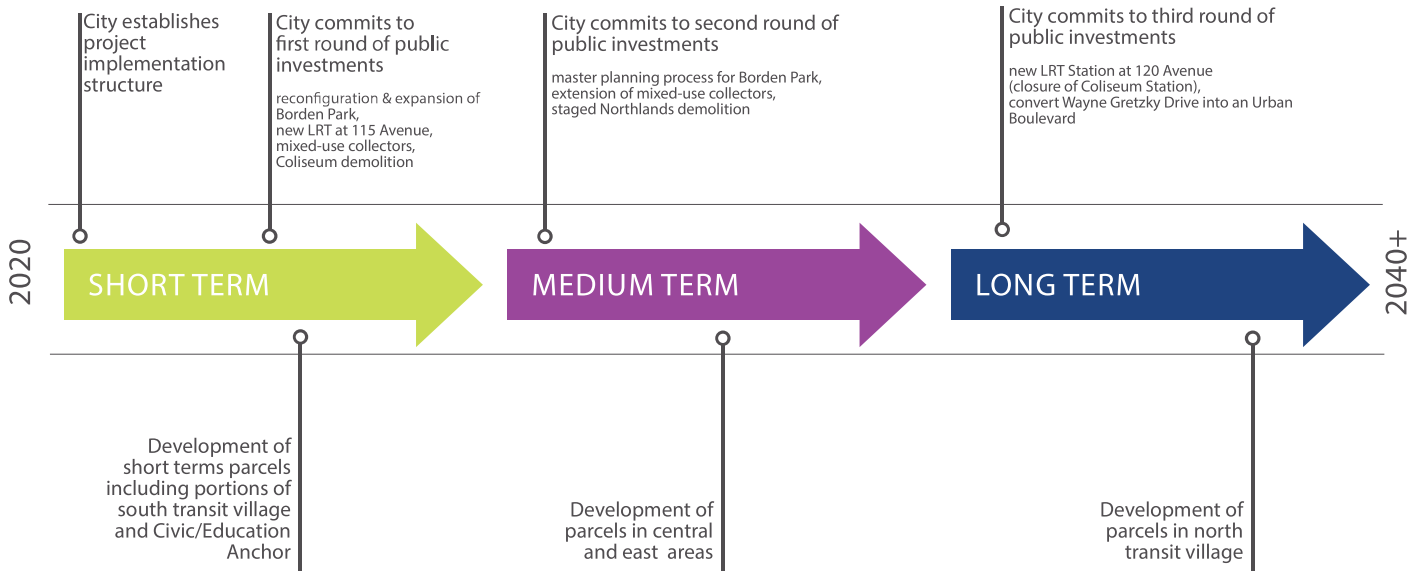 City establishes
project
implementation
structure
City commits to
first round of public
investments
reconfiguration & expansion of
Borden Park,
new LRT at 115 Avenue,
mixed-use collectors,
Coliseum demolition
City commits to second round of
public investments
master planning process for Borden Park,
extension of mixed-use collectors,
staged Northlands demolition
City commits to third round of
public investments
new LRT Station at 120 Avenue
(closure of Coliseum Station),
convert Wayne Gretzky Drive into an Urban
Boulevard
2020
SHORT TERM
MEDIUM TERM
LONG TERM
2040+
Development of
short terms parcels
including portions of
south transit village
and Civic/Education
Anchor
Development of
parcels in central
and east areas
Development of
parcels in north
transit village